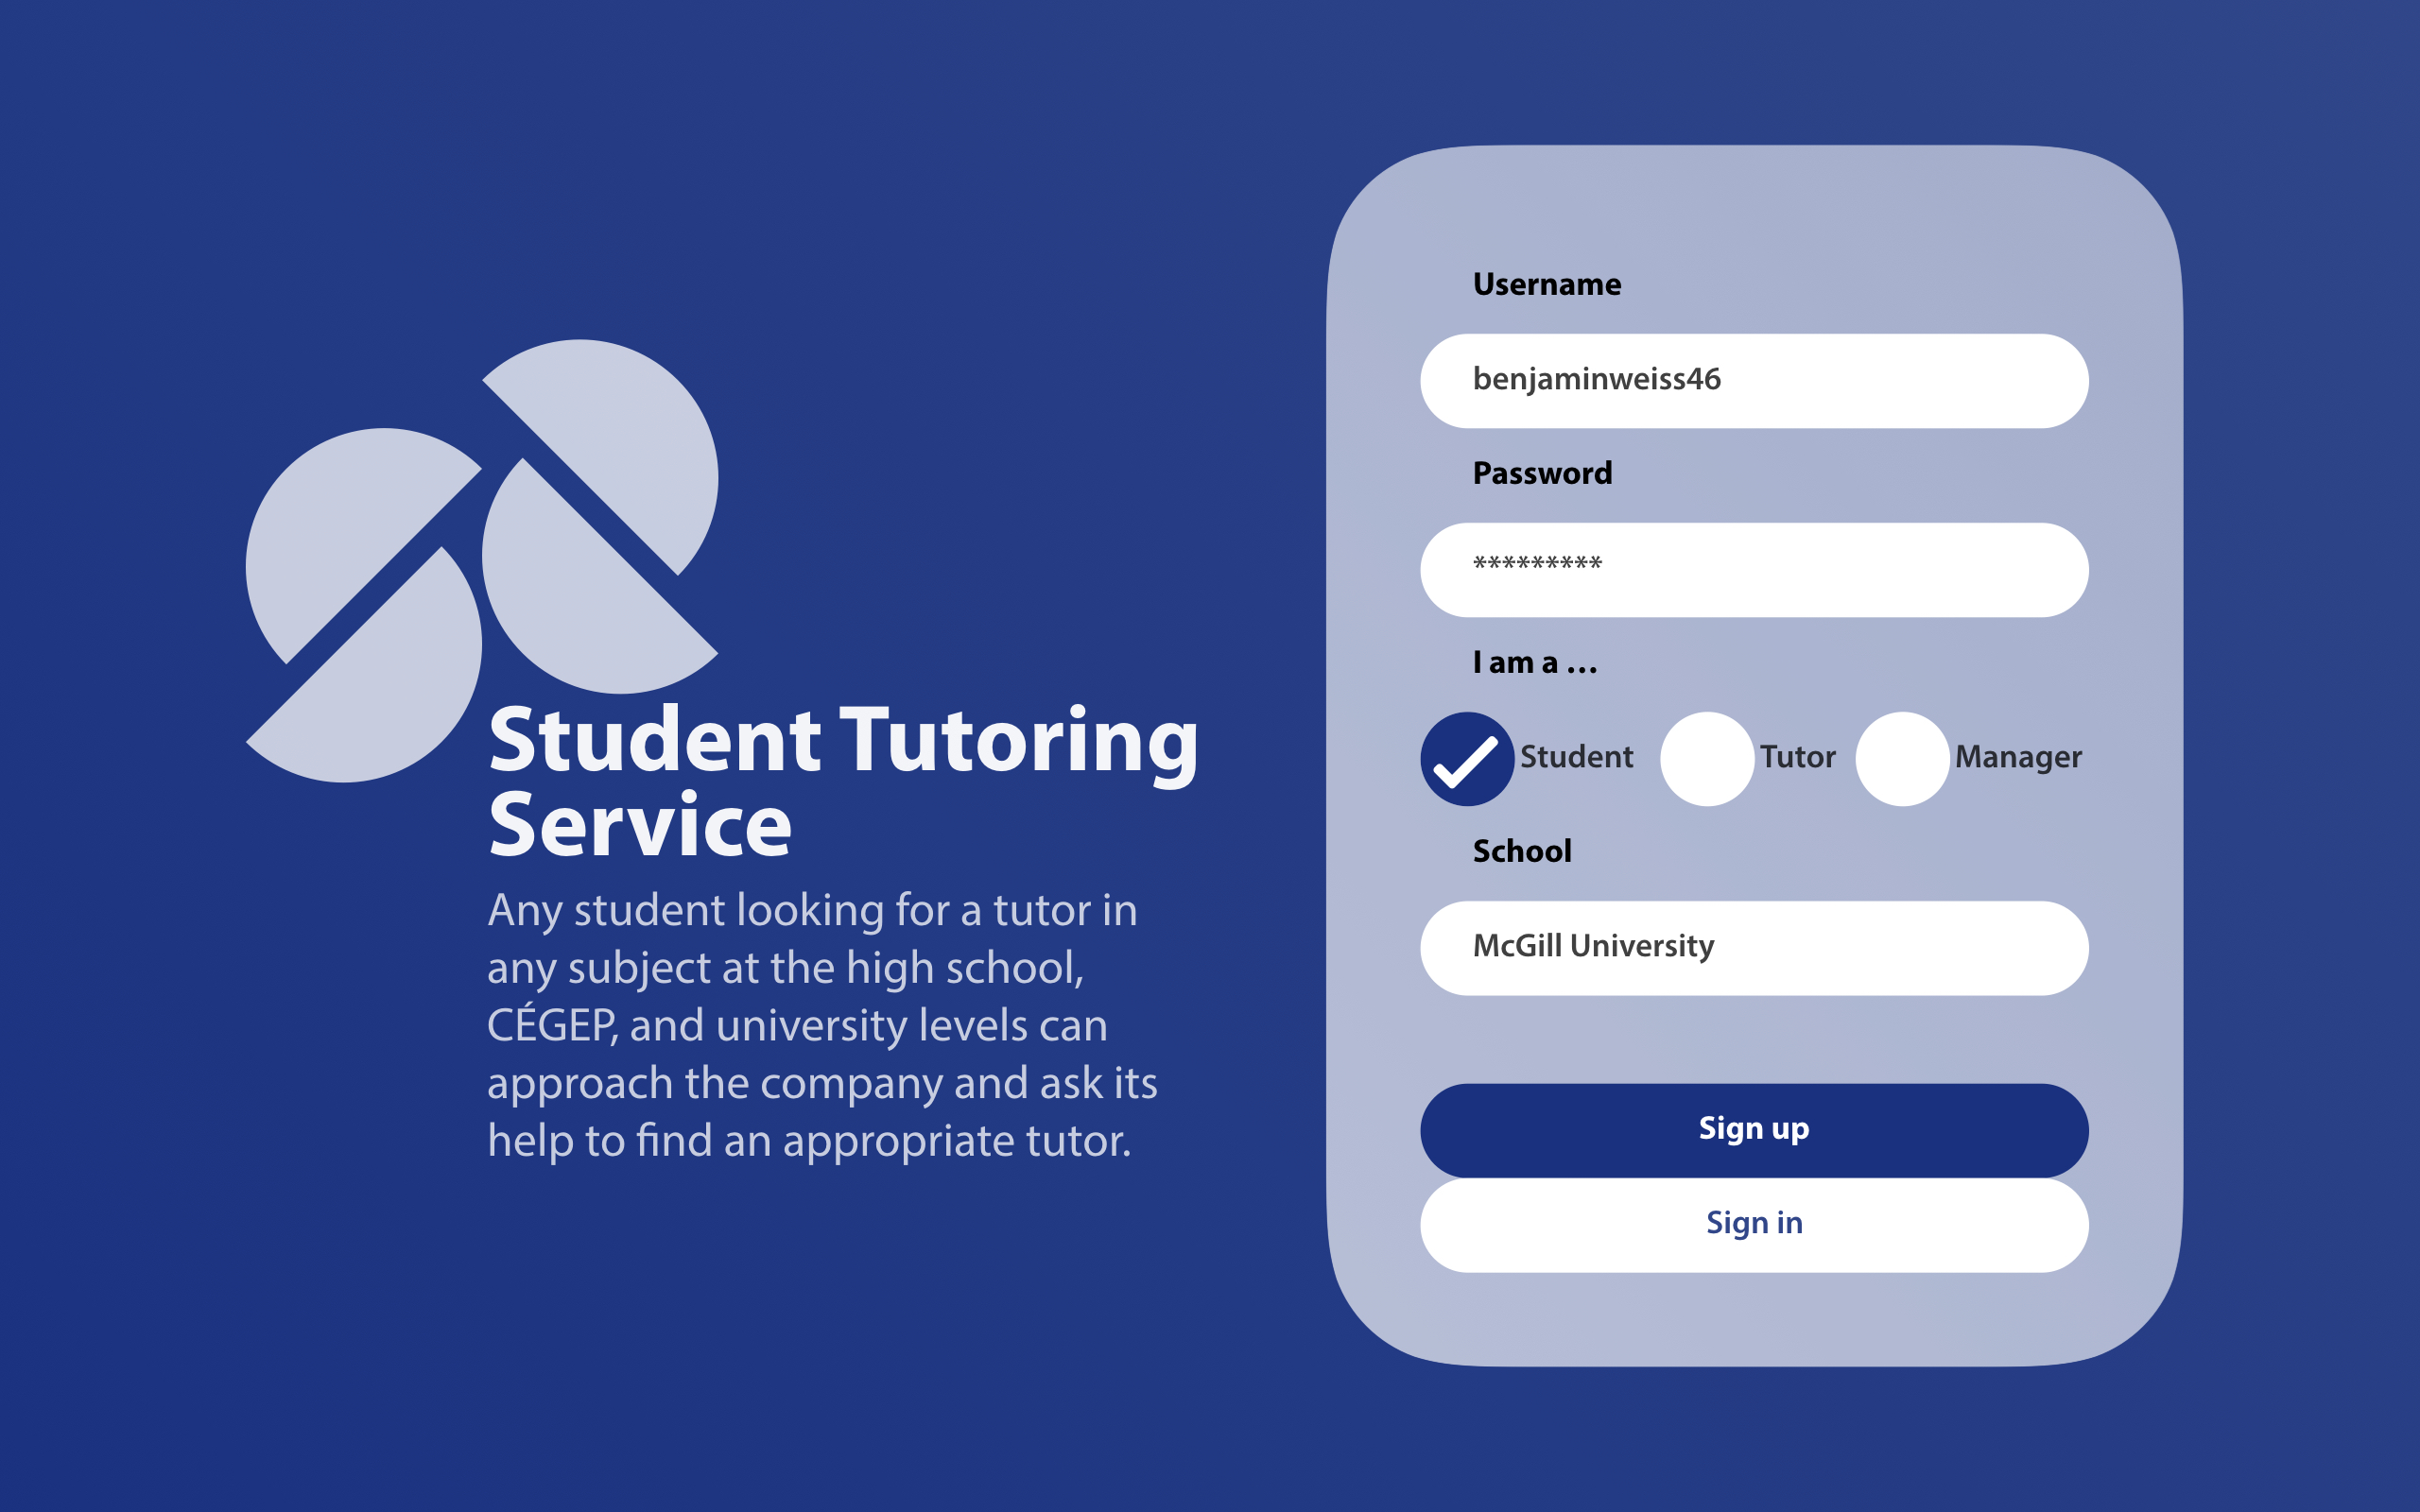 Student Tutoring
Service
Any student looking for a tutor in
any subject at the high school,
CÉGEP, and university levels can
approach the company and ask its
help to find an appropriate tutor.
Username
benjaminweiss46
Password
*********
I am a …
Student Tutor Manager
School
McGill University
Sign up
Sign in